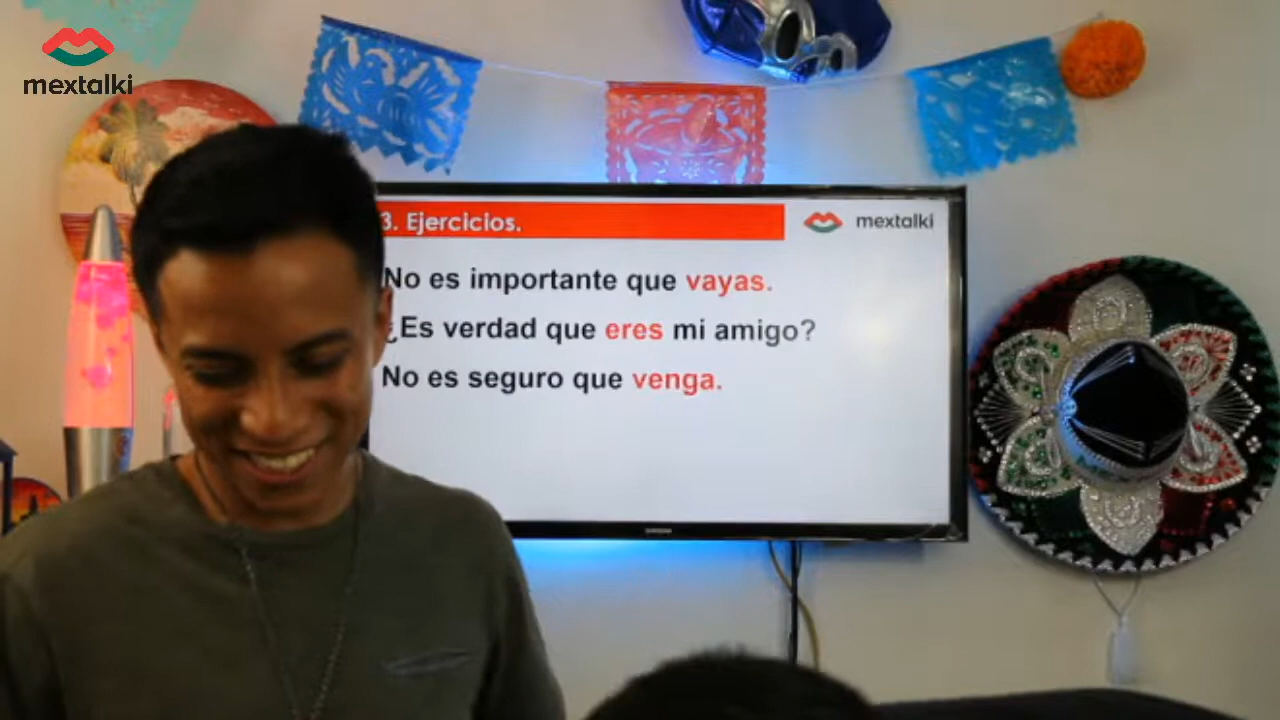 mextalki
3. Ejercicios.
mextalki
No es importante que vayas.
¿Es verdad que eres mi amigo?
No es seguro que venga.
SAMSUNG